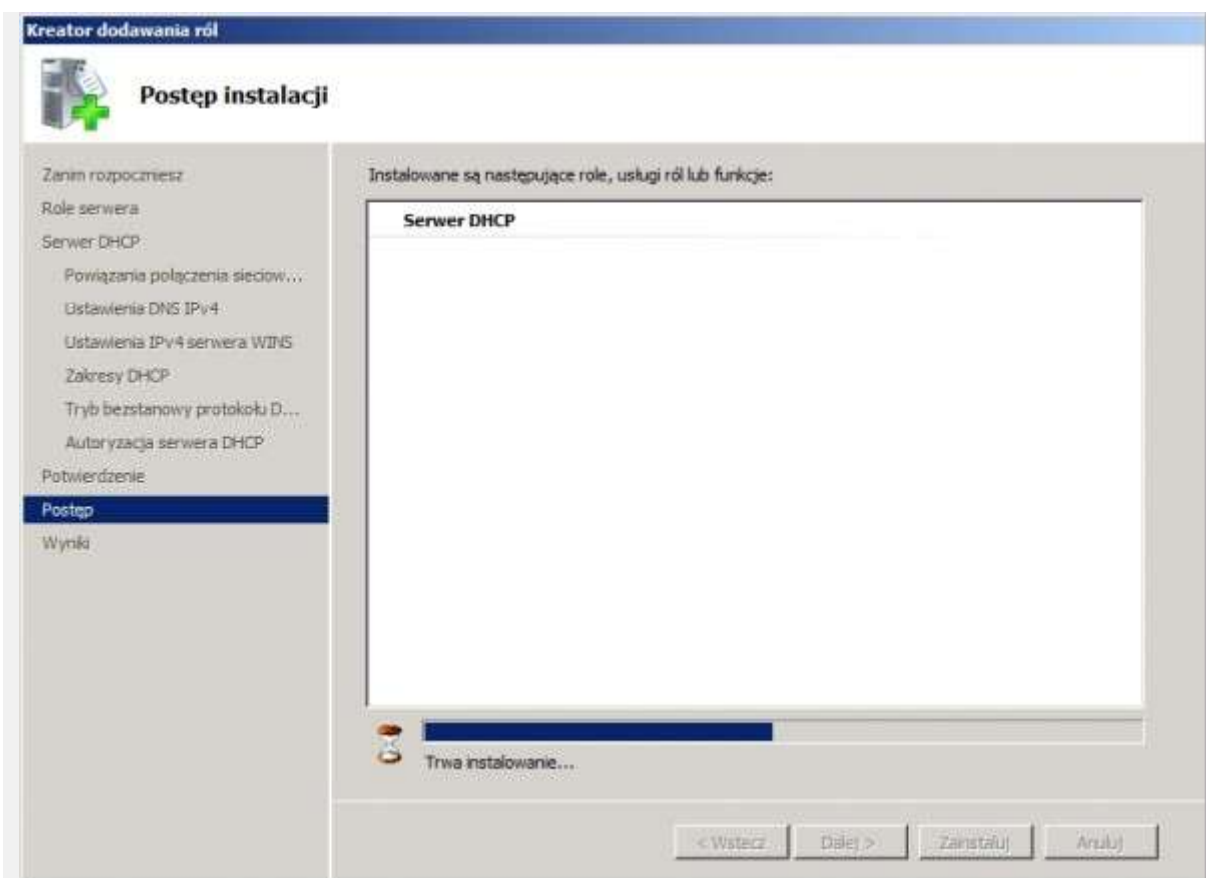 Kreator dodawania ról
Postęp instalacji
Zanim rozpoczniesz
Role serwera
Serwer DHCP
Powiązania połączenia sieciow...
Ustawienia DNS IPv4
Ustawienia IPv4 serwera WINS
Zakresy DHCP
Tryb bezstanowy protokołu D...
Autoryzacja serwera DHCP
Potwierdzenie
Postęp
Wyniki
Instalowane są następujące role, usługi ról lub funkcje:
Serwer DHCP
Trwa instalowanie...
< Wstecz
Dalej >
Zainstaluj
Anuluj